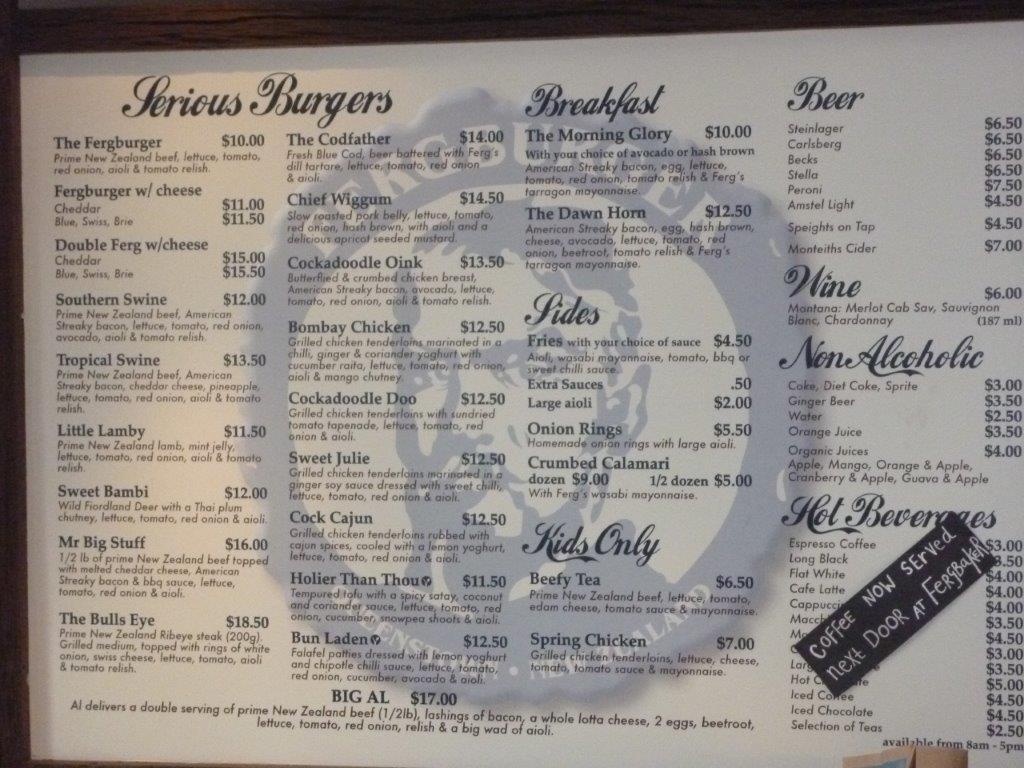 Serious Burgers
The Fergburger $10.00
Prime New Zealand beef, lettuce, tomato,
red onion, aioli & tomato relish.
Fergburger w/ cheese
Cheddar $11.00
Blue, Swiss, Brie $11.50
Double Ferg w/cheese
Cheddar $15.00
Blue, Swiss, Brie $15.50
Southern Swine $12.00
Prime New Zealand beef, American
Streaky bacon, lettuce, tomato, red onion,
avocado, aioli & tomato relish.
Tropical Swine $13.50
Prime New Zealand beef, American
Streaky bacon, cheddar cheese, pineapple,
lettuce, tomato, red onion, aioli & tomato
relish.
Little Lamby $11.50
Prime New Zealand lamb, mint jelly,
lettuce, tomato, red onion, aioli & tomato
relish.
Sweet Bambi $12.00
Wild Fiordland Deer with a Thai plum
chutney, lettuce, tomato, red onion & aioli.
Mr Big Stuff $16.00
1/2 lb of prime New Zealand beef topped
with melted cheddar cheese, American
Streaky bacon & bbq sauce, lettuce,
tomato, red onion & aioli.
The Bulls Eye $18.50
Prime New Zealand Ribeye steak (200g).
Grilled medium, topped with rings of white
onion, swiss cheese, lettuce, tomato, aioli
& tomato relish.
The Codfather $14.00
Fresh Blue Cod, beer battered with Ferg's
dill tartare, lettuce, tomato, red onion
& aioli.
Chief Wiggum $14.50
Slow roasted pork belly, lettuce, tomato,
red onion, hash brown, with aioli and a
delicious apricot seeded mustard.
Cockadoodle Oink $13.50
Butterflied & crumbed chicken breast,
American Streaky bacon, avocado, lettuce,
tomato, red onion, aioli & tomato relish.
Bombay Chicken $12.50
Grilled chicken tenderloins marinated in a
chilli, ginger & coriander yoghurt with
cucumber raita, lettuce, tomato, red onion,
aioli & mango chutney.
Cockadoodle Doo $12.50
Grilled chicken tenderloins with sundried
tomato tapenade, lettuce, tomato, red
onion & aioli.
Sweet Julie $12.50
Grilled chicken tenderloins marinated in a
ginger soy sauce dressed with sweet chilli,
lettuce, tomato, red onion & aioli.
Cock Cajun $12.50
Grilled chicken tenderloins rubbed with
cajun spices, cooled with a lemon yoghurt,
lettuce, tomato, red onion & aioli.
Holier Than Thou $11.50
Tempura tofu with a spicy satay, coconut
and coriander sauce, lettuce, tomato, red
onion, cucumber, snowpea shoots & aioli.
Bun Laden $12.50
Falafel patties dressed with lemon yoghurt
and chipotle chilli sauce, lettuce, tomato,
red onion, cucumber, avocado & aioli.
BIG AL $17.00
Al delivers a double serving of prime New Zealand beef (1/2lb), lashings of bacon, a whole lotta cheese, 2 eggs, beetroot,
lettuce, tomato, red onion, relish & a big wad of aioli.
Breakfast
The Morning Glory $10.00
With your choice of avocado or hash brown
American Streaky bacon, egg, lettuce,
tomato, red onion, tomato relish & Ferg's
tarragon mayonnaise.
The Dawn Horn $12.50
American Streaky bacon, egg, hash brown,
cheese, avocado, lettuce, tomato, red
onion, beetroot, tomato relish & Ferg's
tarragon mayonnaise.
Sides
Fries with your choice of sauce $4.50
Aioli, wasabi mayonnaise, tomato, bbq or
sweet chilli sauce.
Extra Sauces .50
Large aioli $2.00
Onion Rings $5.50
Homemade onion rings with large aioli.
Crumbed Calamari
dozen $9.00 1/2 dozen $5.00
With Ferg's wasabi mayonnaise.
Kids Only
Beefy Tea $6.50
Prime New Zealand beef, lettuce, tomato,
edam cheese, tomato sauce & mayonnaise.
Spring Chicken $7.00
Grilled chicken tenderloins, lettuce, cheese,
tomato, tomato sauce & mayonnaise.
Beer
Steinlager $6.50
Carlsberg $6.50
Becks $6.50
Stella $6.50
Peroni $7.50
Amstel Light $4.50
Speights on Tap $4.50
Monteiths Cider $7.00
Wine $6.00
Montana: Merlot Cab Sav, Sauvignon
Blanc, Chardonnay (187 ml)
Non Alcoholic
Coke, Diet Coke, Sprite $3.00
Ginger Beer $3.50
Water $2.50
Orange Juice $3.50
Organic Juices $4.00
Apple, Mango, Orange & Apple,
Cranberry & Apple, Guava & Apple
Hot Beverages
Espresso Coffee $3.00
Long Black 3.50
Flat White $4.00
Cafe Latte $4.00
$4.00
$3.50
$4.50
$3.00
$3.50
Hot $5.00
Iced Coffee $4.50
Iced Chocolate $4.50
Selection of Teas $2.50
available from 8am - 5pm
COFFEE NOW SERVED
next DOOR AT FERGBAKER
FERGBURGER
QUEENSTOWN • NEW ZEALAND